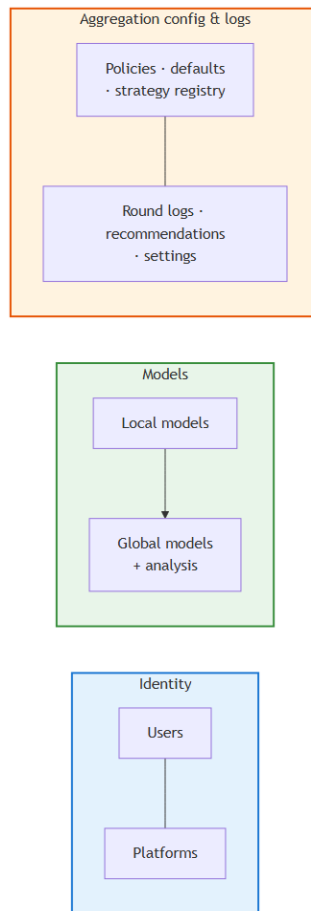 Aggregation config & logs
Policies · defaults
· strategy registry
Round logs ·
recommendations
· settings
Models
Local models
Global models
+ analysis
Identity
Users
Platforms